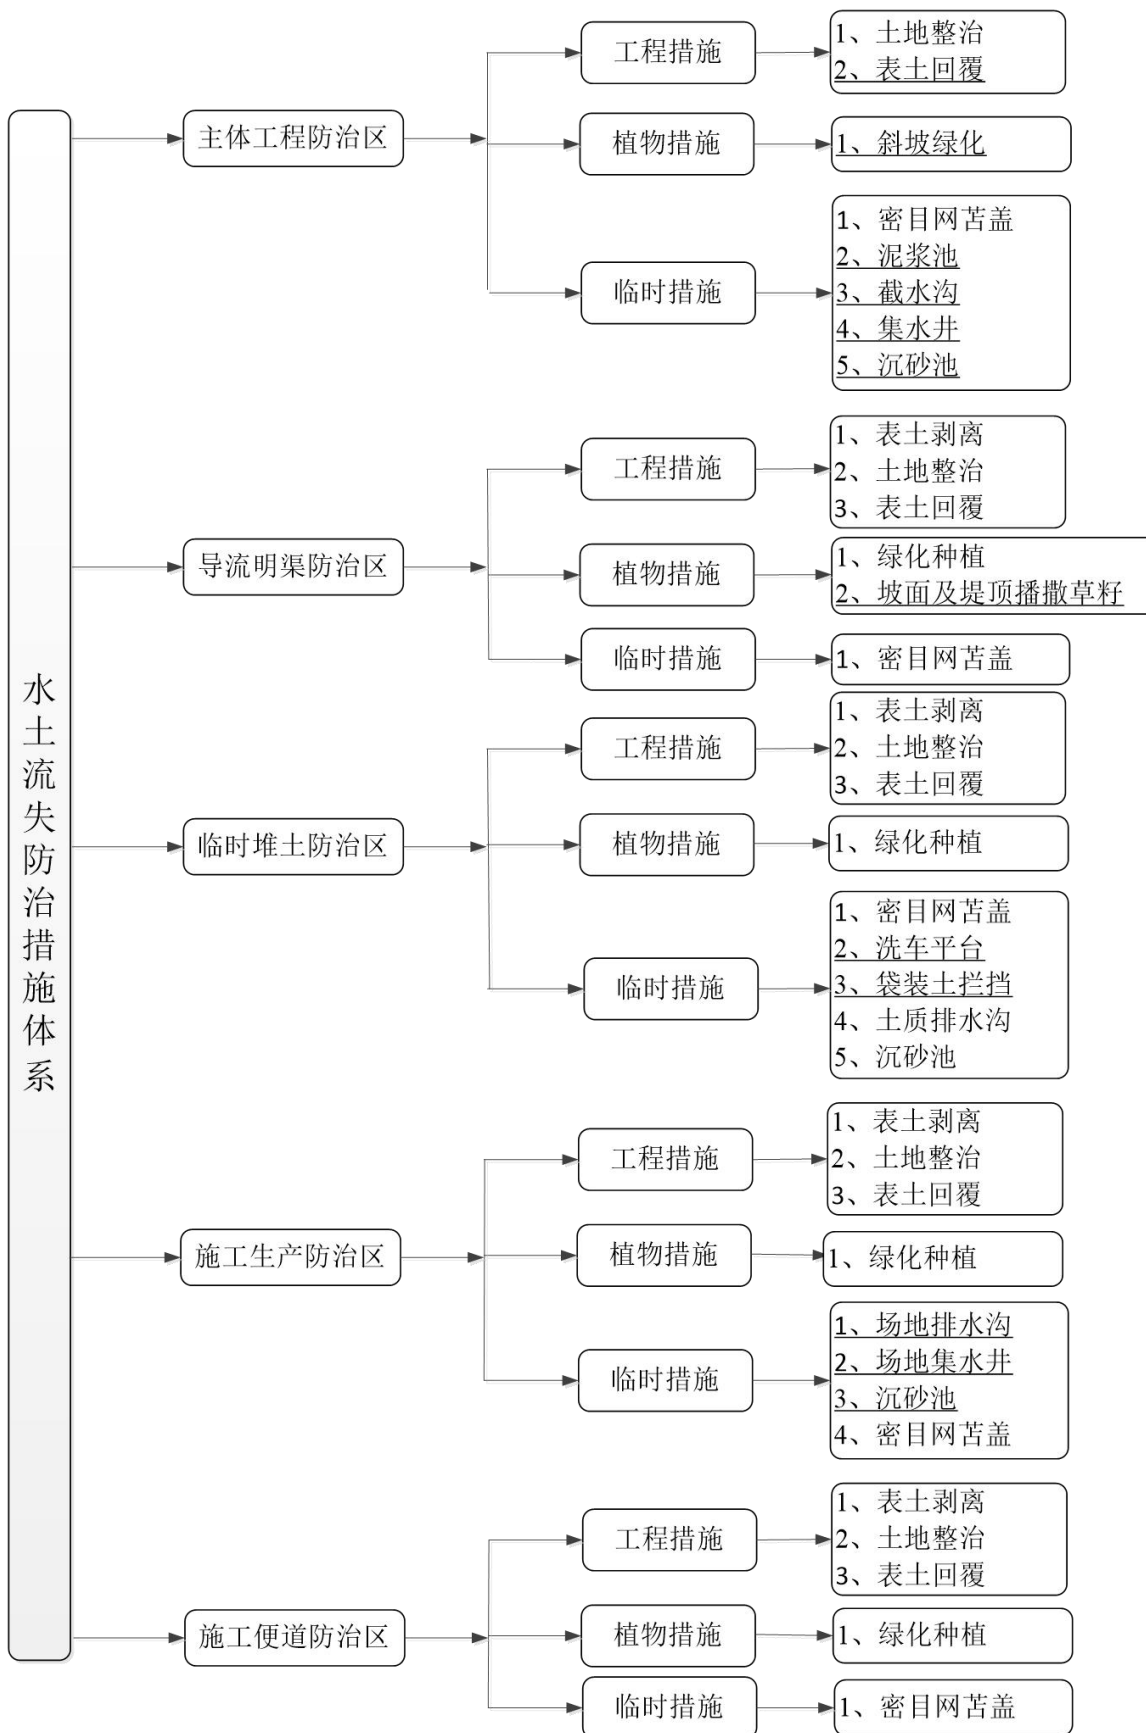 水土流失防治措施体系
主体工程防治区
工程措施
1、土地整治
2、表土回覆
植物措施
1、斜坡绿化
临时措施
1、密目网苫盖
2、泥浆池
3、截水沟
4、集水井
5、沉砂池
导流明渠防治区
工程措施
1、表土剥离
2、土地整治
3、表土回覆
植物措施
1、绿化种植
2、坡面及堤顶播撒草籽
临时措施
1、密目网苫盖
临时堆土防治区
工程措施
1、表土剥离
2、土地整治
3、表土回覆
植物措施
1、绿化种植
临时措施
1、密目网苫盖
2、洗车平台
3、袋装土拦挡
4、土质排水沟
5、沉砂池
施工生产防治区
工程措施
1、表土剥离
2、土地整治
3、表土回覆
植物措施
1、绿化种植
临时措施
1、场地排水沟
2、场地集水井
3、沉砂池
4、密目网苫盖
施工便道防治区
工程措施
1、表土剥离
2、土地整治
3、表土回覆
植物措施
1、绿化种植
临时措施
1、密目网苫盖